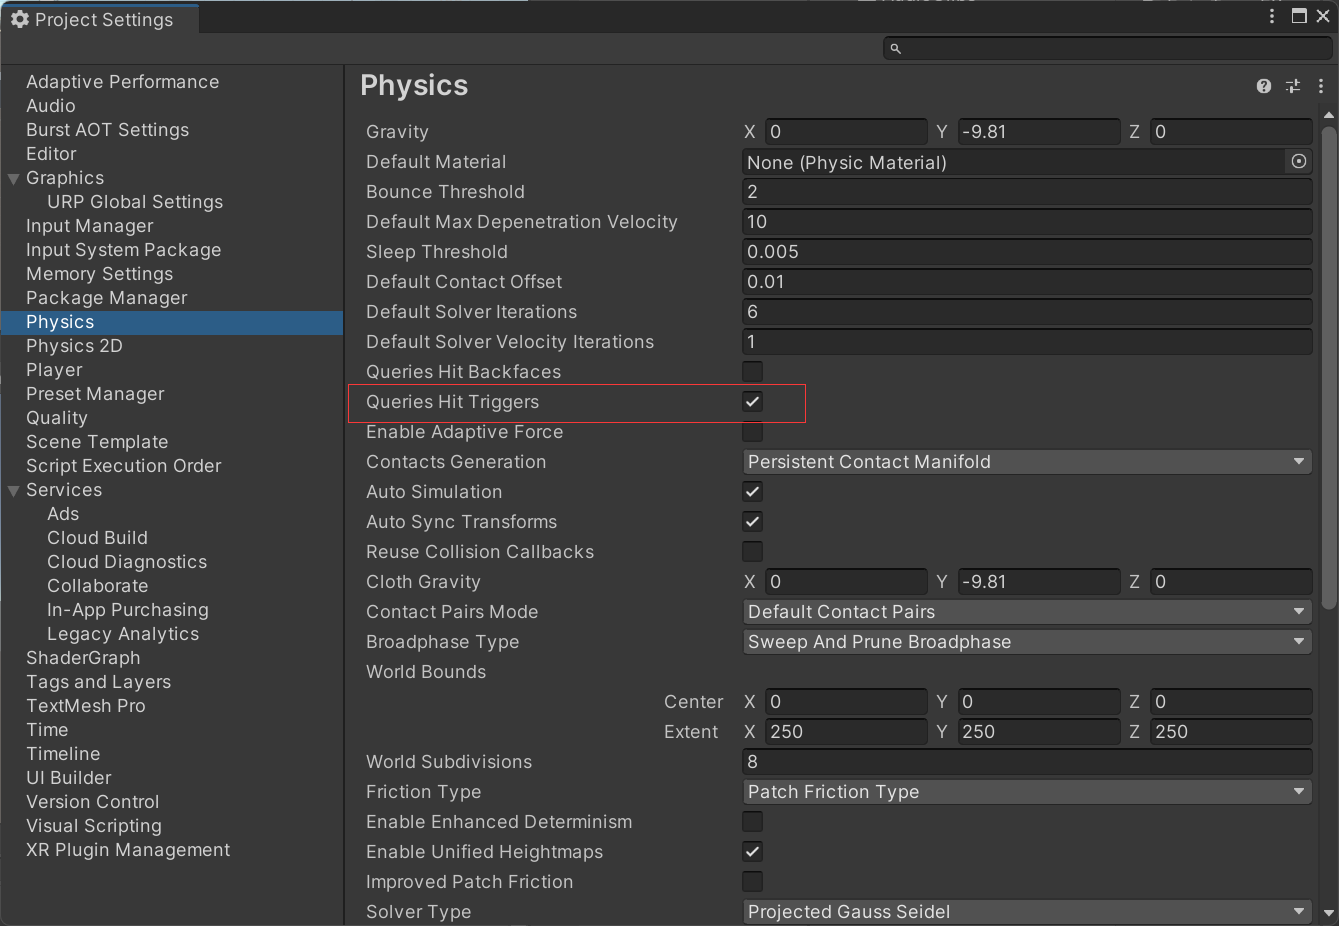 Project Settings
Adaptive Performance
Audio
Burst AOT Settings
Editor
Graphics
URP Global Settings
Input Manager
Input System Package
Memory Settings
Package Manager
Physics
Physics 2D
Player
Preset Manager
Quality
Scene Template
Script Execution Order
Services
Ads
Cloud Build
Cloud Diagnostics
Collaborate
In-App Purchasing
Legacy Analytics
ShaderGraph
Tags and Layers
TextMesh Pro
Time
Timeline
UI Builder
Version Control
Visual Scripting
XR Plugin Management
Physics
Gravity X 0 Y -9.81 Z 0
Default Material None (Physic Material)
Bounce Threshold 2
Default Max Depenetration Velocity 10
Sleep Threshold 0.005
Default Contact Offset 0.01
Default Solver Iterations 6
Default Solver Velocity Iterations 1
Queries Hit Backfaces
Queries Hit Triggers
Enable Adaptive Force
Contacts Generation Persistent Contact Manifold
Auto Simulation
Auto Sync Transforms
Reuse Collision Callbacks
Cloth Gravity X 0 Y -9.81 Z 0
Contact Pairs Mode Default Contact Pairs
Broadphase Type Sweep And Prune Broadphase
World Bounds
Center X 0 Y 0 Z 0
Extent X 250 Y 250 Z 250
World Subdivisions 8
Friction Type Patch Friction Type
Enable Enhanced Determinism
Enable Unified Heightmaps
Improved Patch Friction
Solver Type Projected Gauss Seidel